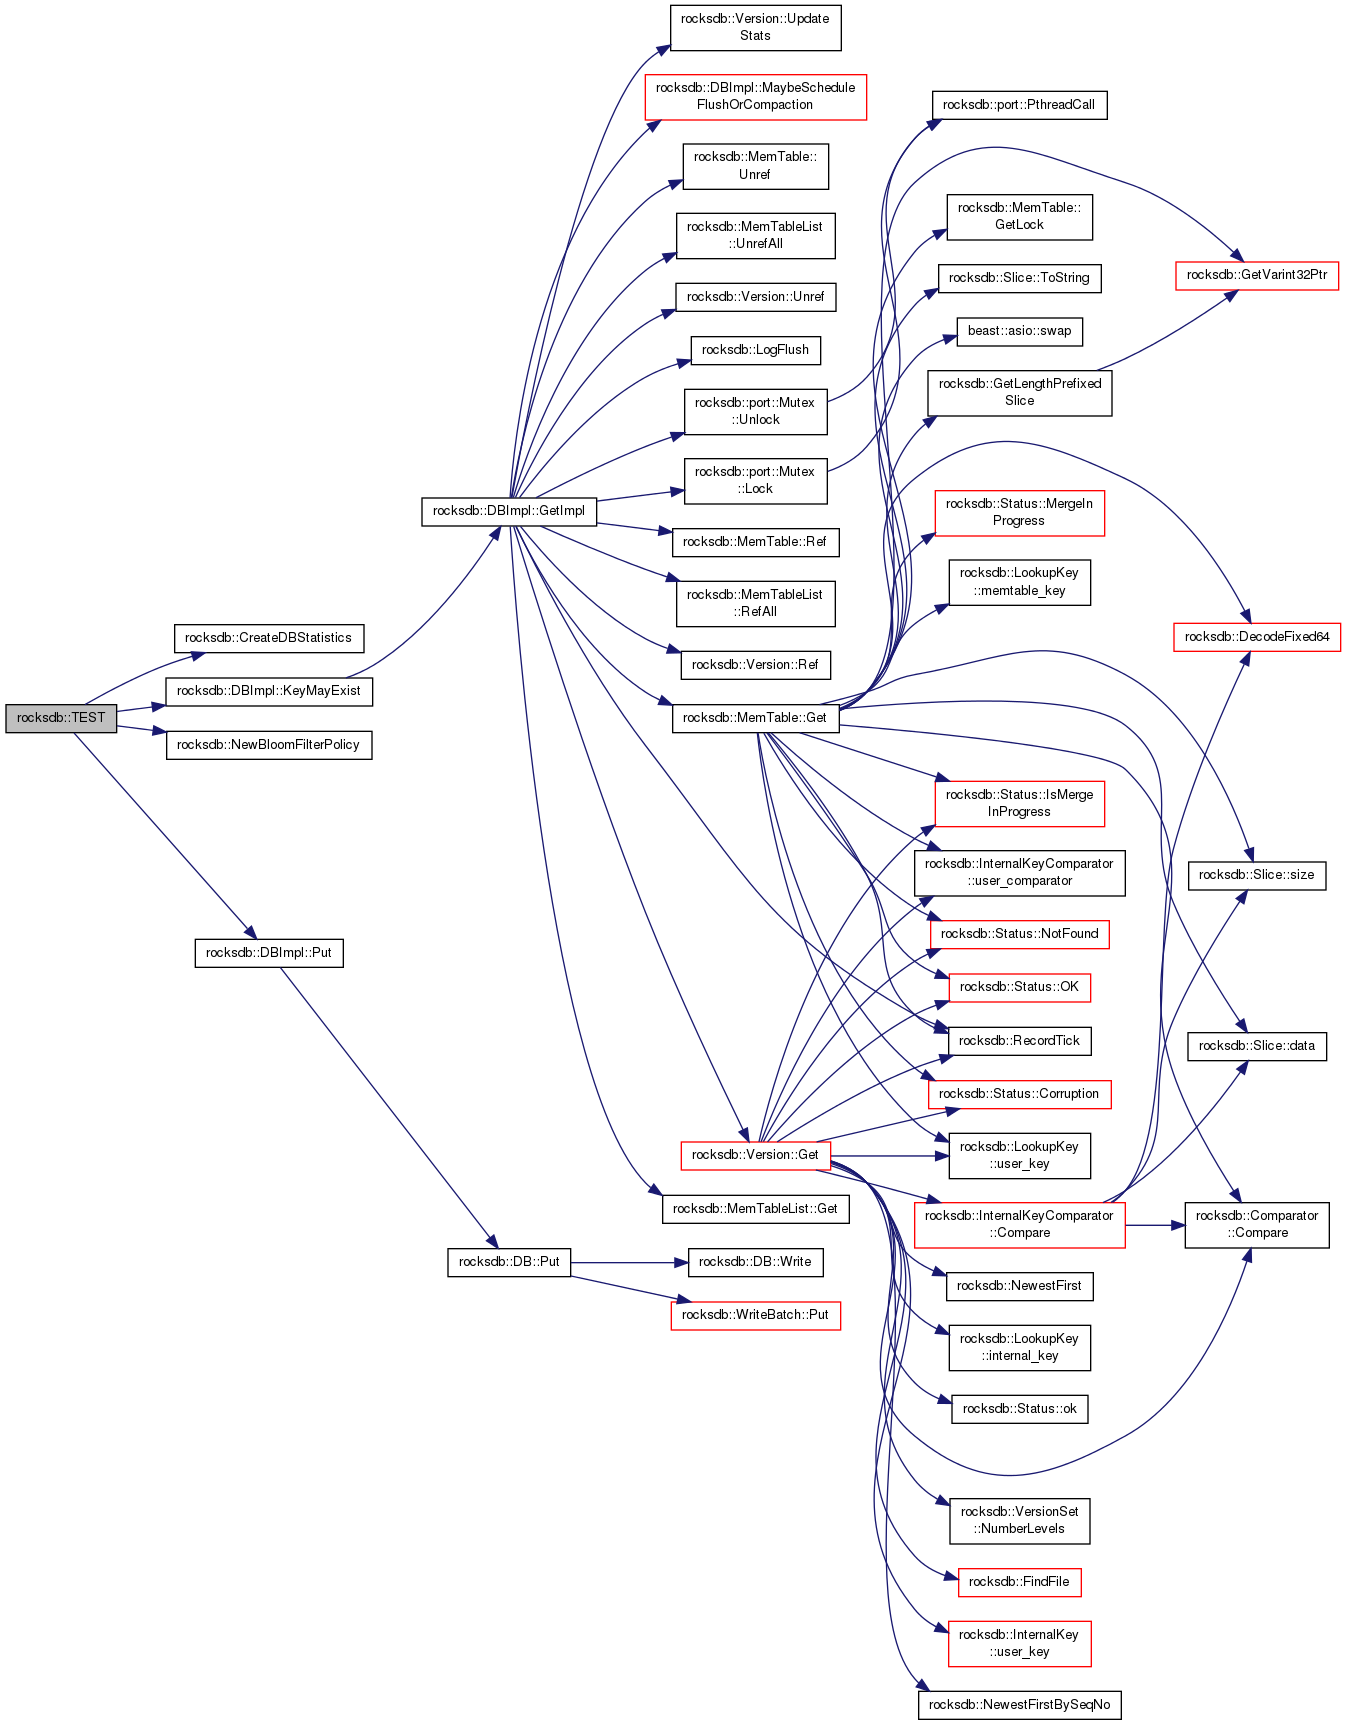 rocksdb::Version::Update
Stats
rocksdb::DBImpl::MaybeSchedule
FlushOrCompaction
rocksdb::MemTable::
Unref
rocksdb::MemTableList
::UnrefAll
rocksdb::Version::Unref
rocksdb::LogFlush
rocksdb::port::Mutex
::Unlock
rocksdb::port::Mutex
::Lock
rocksdb::DBImpl::GetImpl
rocksdb::MemTable::Ref
rocksdb::MemTableList
::RefAll
rocksdb::Version::Ref
rocksdb::CreateDBStatistics
rocksdb::DBImpl::KeyMayExist
rocksdb::TEST
rocksdb::NewBloomFilterPolicy
rocksdb::MemTable::Get
rocksdb::DBImpl::Put
rocksdb::Version::Get
rocksdb::MemTableList::Get
rocksdb::DB::Put
rocksdb::DB::Write
rocksdb::WriteBatch::Put
rocksdb::port::PthreadCall
rocksdb::MemTable::
GetLock
rocksdb::Slice::ToString
beast::asio::swap
rocksdb::GetLengthPrefixed
Slice
rocksdb::Status::MergeIn
Progress
rocksdb::LookupKey
::memtable_key
rocksdb::Status::IsMerge
InProgress
rocksdb::InternalKeyComparator
::user_comparator
rocksdb::Status::NotFound
rocksdb::Status::OK
rocksdb::RecordTick
rocksdb::Status::Corruption
rocksdb::LookupKey
::user_key
rocksdb::InternalKeyComparator
::Compare
rocksdb::NewestFirst
rocksdb::LookupKey
::internal_key
rocksdb::Status::ok
rocksdb::VersionSet
::NumberLevels
rocksdb::FindFile
rocksdb::InternalKey
::user_key
rocksdb::NewestFirstBySeqNo
rocksdb::GetVarint32Ptr
rocksdb::DecodeFixed64
rocksdb::Slice::size
rocksdb::Slice::data
rocksdb::Comparator
::Compare